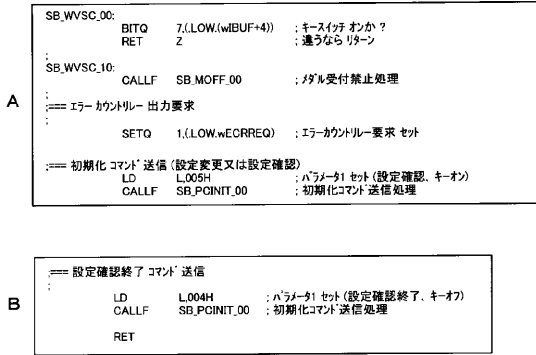 A
SB_WVSC_00:
BITQ 7,(.LOW.(wIBUF+4)) ; キースイッチ オンか ?
RET Z ; 違うなら リターン
;
SB_WVSC_10:
CALLF SB_MOFF_00 ; メダル受付禁止処理
;
;=== エラーカウントリレー 出力要求
;
SETQ 1,(.LOW.wECRREQ) ; エラーカウントリレー要求 セット
;=== 初期化 コマンド 送信 (設定変更又は設定確認)
LD L,005H ; パラメータ1 セット (設定確認、キーオン)
CALLF SB_PCINIT_00 ; 初期化コマンド送信処理
B
;=== 設定確認終了 コマンド 送信
;
LD L,004H ; パラメータ1 セット (設定確認終了、キーオフ)
CALLF SB_PCINIT_00 ; 初期化コマンド送信処理
RET